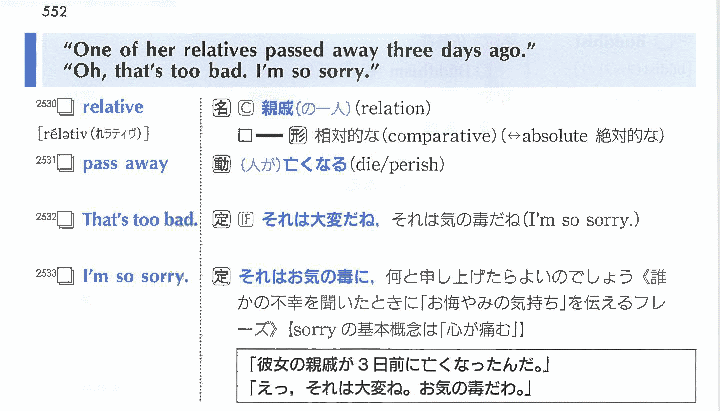 552
“One of her relatives passed away three days ago.”
“Oh, that's too bad. I'm so sorry.”
2530□ relative 名 C 親戚(の一人)(relation)
[rélətiv(れラティヴ)] □━ 形 相対的な(comparative)(↔absolute 絶対的な)
2531□ pass away 動 (人が)亡くなる(die/perish)
2532□ That's too bad. 定 IF それは大変だね，それは気の毒だね(I'm so sorry.)
2533□ I'm so sorry. 定 それはお気の毒に，何と申し上げたらよいのでしょう《誰
かの不幸を聞いたときに「お悔やみの気持ち」を伝えるフレ
ーズ》【sorry の基本概念は「心が痛む」】
「彼女の親戚が３日前に亡くなったんだ。」
「えっ，それは大変ね。お気の毒だわ。」